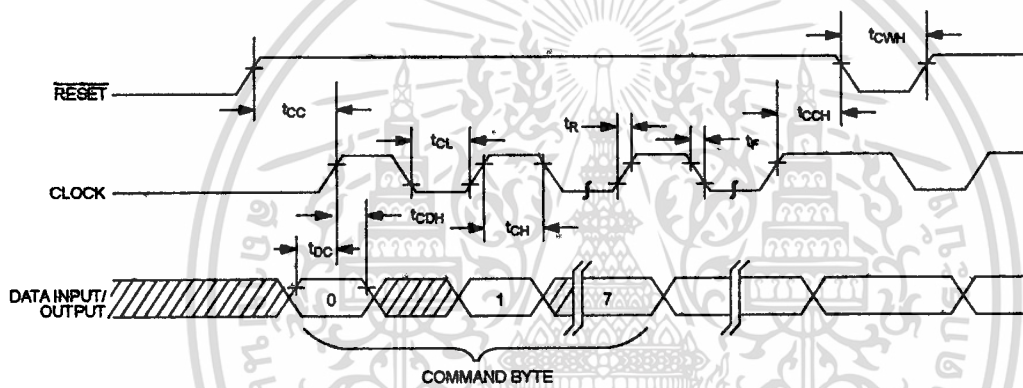 tCWH
RESET
tCC
tCL
tR
tF
tCCH
CLOCK
tCDH
tCH
tDC
DATA INPUT/
OUTPUT
0
1
7
COMMAND BYTE